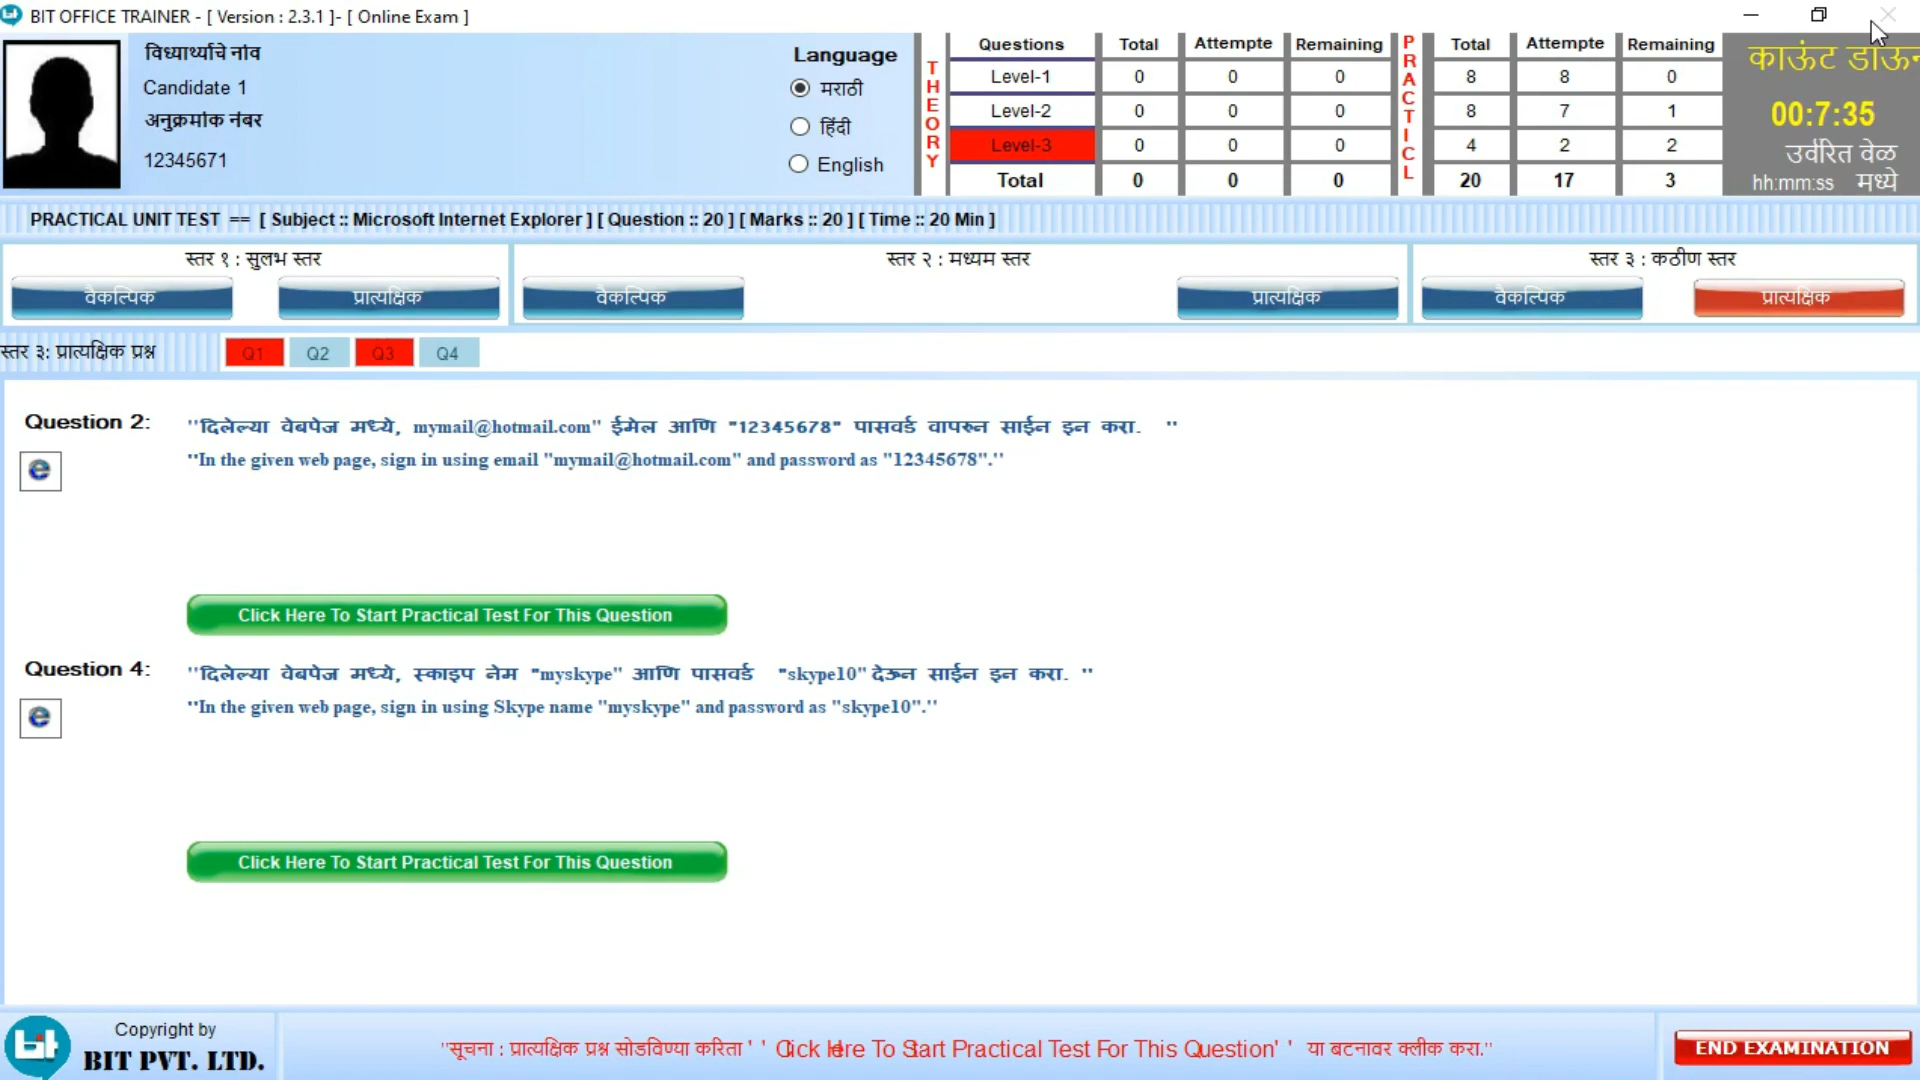 BIT OFFICE TRAINER - [ Version : 2.3.1 ]- [ Online Exam ]
विध्यार्थ्याचे नांव
Candidate 1
अनुक्रमांक नंबर
12345671
Language
मराठी
हिंदी
English
THEORY
Questions Total Attempte Remaining
Level-1 0 0 0
Level-2 0 0 0
Level-3 0 0 0
Total 0 0 0
PRACTICL
Total Attempte Remaining
8 8 0
8 7 1
4 2 2
20 17 3
काऊंट डाऊन
00:7:35
उर्वरित वेळ
hh:mm:ss मध्ये
PRACTICAL UNIT TEST == [ Subject :: Microsoft Internet Explorer ] [ Question :: 20 ] [ Marks :: 20 ] [ Time :: 20 Min ]
स्तर १ : सुलभ स्तर
वैकल्पिक प्रात्यक्षिक
स्तर २ : मध्यम स्तर
वैकल्पिक प्रात्यक्षिक
स्तर ३ : कठीण स्तर
वैकल्पिक प्रात्यक्षिक
स्तर ३: प्रात्यक्षिक प्रश्न Q1 Q2 Q3 Q4
Question 2: "दिलेल्या वेबपेज मध्ये, mymail@hotmail.com" ईमेल आणि "12345678" पासवर्ड वापरुन साईन इन करा. "
"In the given web page, sign in using email "mymail@hotmail.com" and password as "12345678"."
Click Here To Start Practical Test For This Question
Question 4: "दिलेल्या वेबपेज मध्ये, स्काइप नेम "myskype" आणि पासवर्ड "skype10" देऊन साईन इन करा. "
"In the given web page, sign in using Skype name "myskype" and password as "skype10"."
Click Here To Start Practical Test For This Question
Copyright by
BIT PVT. LTD.
"सूचना : प्रात्यक्षिक प्रश्न सोडविण्या करिता ' ' Click Here To Start Practical Test For This Question' ' या बटनावर क्लीक करा."
END EXAMINATION